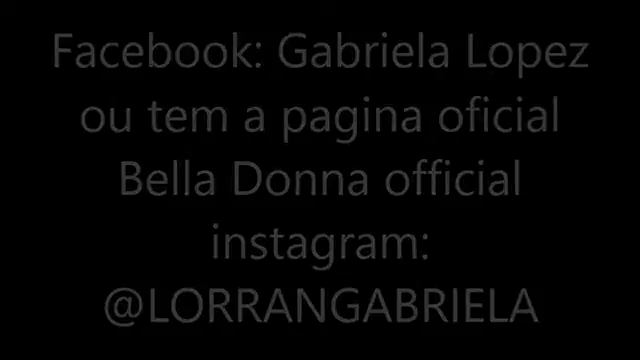 Facebook: Gabriela Lopez
ou tem a pagina oficial
Bella Donna official
instagram:
@LORRANGABRIELA